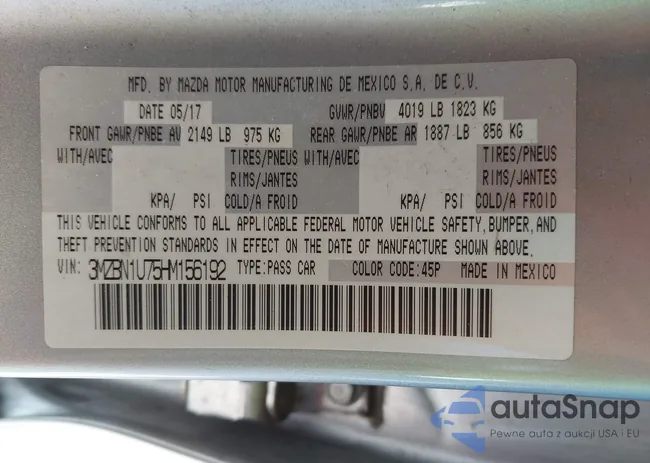 MFD. BY MAZDA MOTOR MANUFACTURING DE MEXICO S.A. DE C.V.
DATE 05/17 GVWR/PNBV 4019 LB 1823 KG
FRONT GAWR/PNBE AV 2149 LB 975 KG REAR GAWR/PNBE AR 1887 LB 856 KG
WITH/AVEC TIRES/PNEUS WITH/AVEC TIRES/PNEUS
RIMS/JANTES RIMS/JANTES
KPA/ PSI COLD/A FROID KPA/ PSI COLD/A FROID
THIS VEHICLE CONFORMS TO ALL APPLICABLE FEDERAL MOTOR VEHICLE SAFETY, BUMPER, AND
THEFT PREVENTION STANDARDS IN EFFECT ON THE DATE OF MANUFACTURE SHOWN ABOVE.
VIN: 3MZBN1U75HM156192 TYPE:PASS CAR COLOR CODE:45P MADE IN MEXICO
autaSnap
Pewne auta z aukcji USA i EU